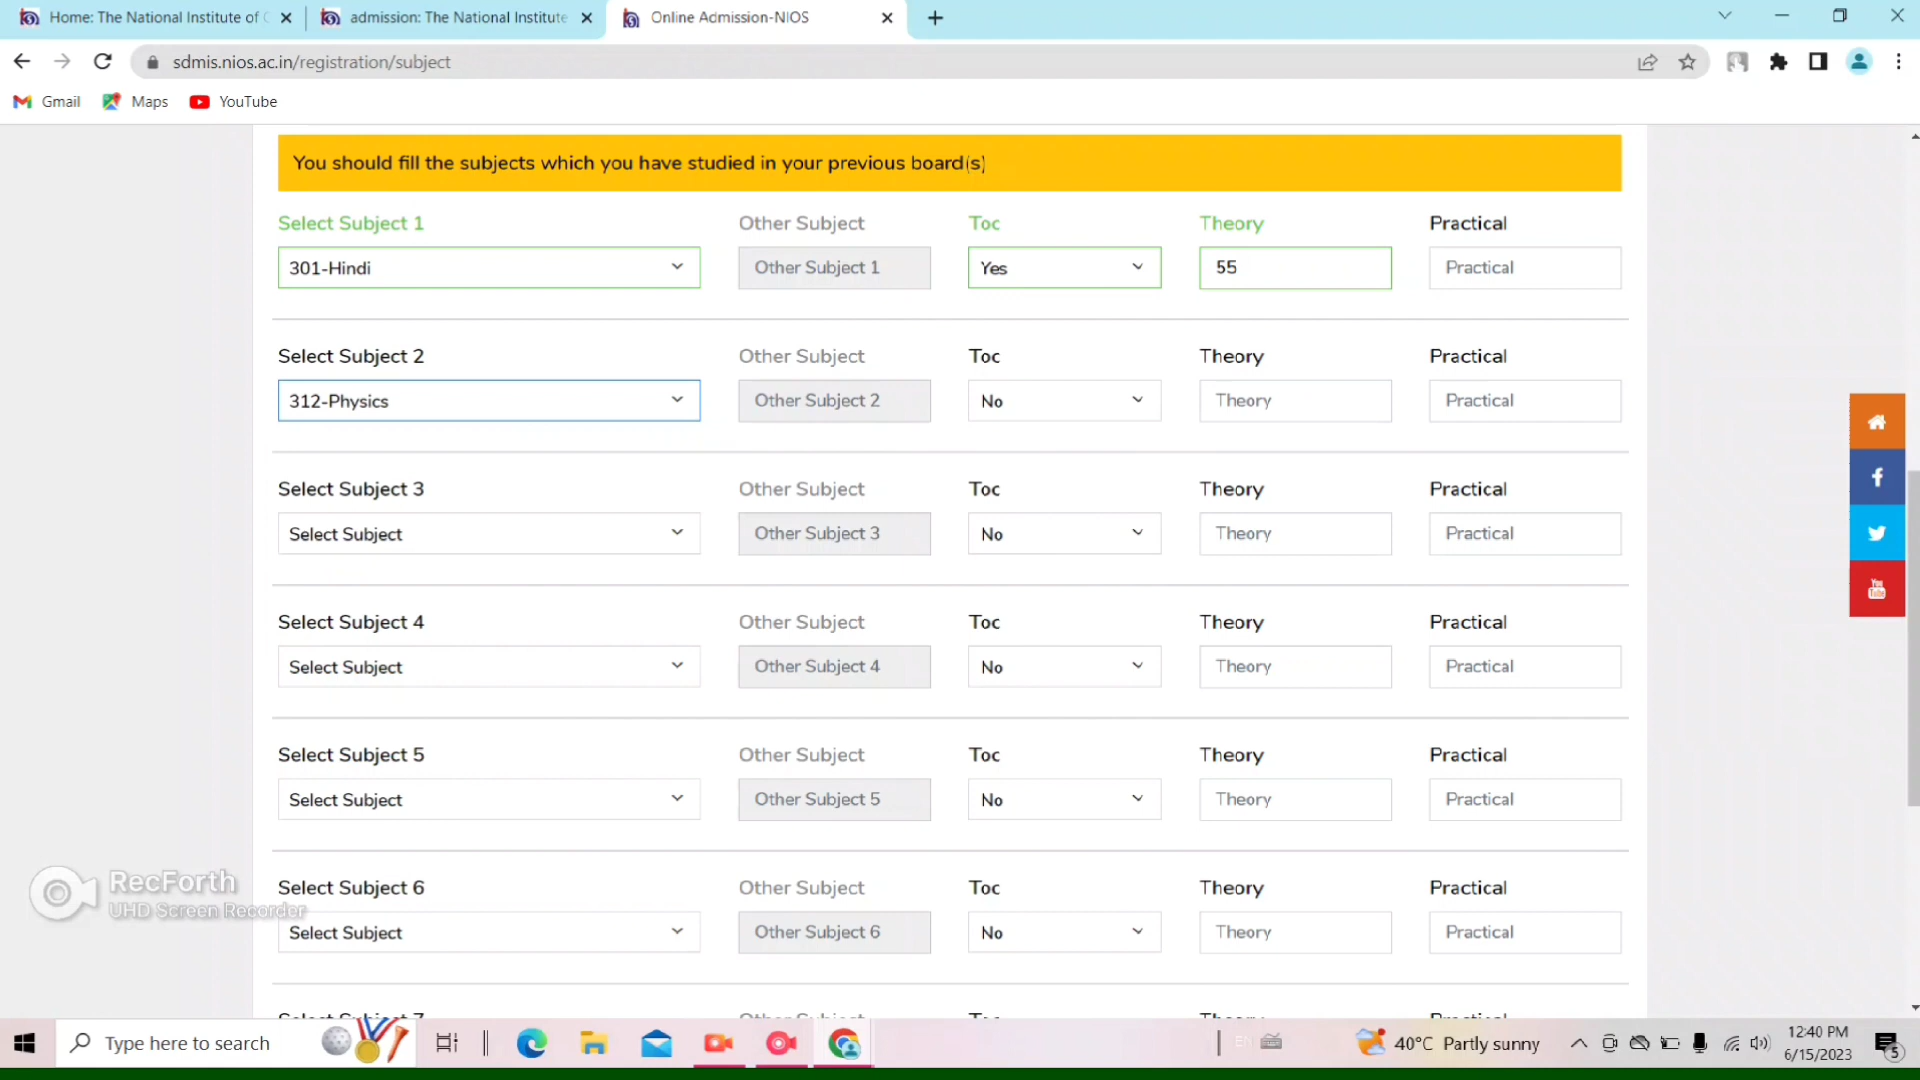 Home: The National Institute of
admission: The National Institute
Online Admission-NIOS
sdmis.nios.ac.in/registration/subject
Gmail
Maps
YouTube
You should fill the subjects which you have studied in your previous board(s)
Select Subject 1 Other Subject Toc Theory Practical
301-Hindi Other Subject 1 Yes 55 Practical
Select Subject 2 Other Subject Toc Theory Practical
312-Physics Other Subject 2 No Theory Practical
Select Subject 3 Other Subject Toc Theory Practical
Select Subject Other Subject 3 No Theory Practical
Select Subject 4 Other Subject Toc Theory Practical
Select Subject Other Subject 4 No Theory Practical
Select Subject 5 Other Subject Toc Theory Practical
Select Subject Other Subject 5 No Theory Practical
Select Subject 6 Other Subject Toc Theory Practical
Select Subject Other Subject 6 No Theory Practical
You Tube
RecForth
UHD Screen Recorder
Type here to search
40°C Partly sunny
12:40 PM
6/15/2023
5